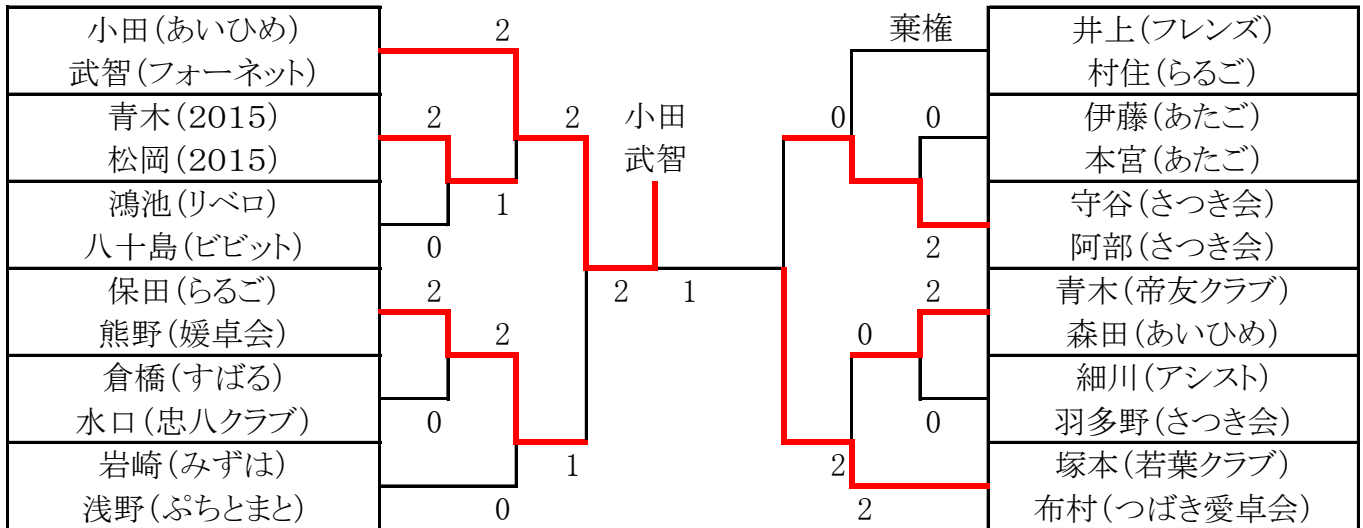 小田(あいひめ)
武智(フォーネット)
青木(2015)
松岡(2015)
鴻池(リベロ)
八十島(ビビット)
保田(らるご)
熊野(媛卓会)
倉橋(すばる)
水口(忠八クラブ)
岩崎(みずは)
浅野(ぷちとまと)
2
2
2
1
0
2
2
0
1
0
小田
武智
2 1
棄権
0 0
2
2
0
0
2
2
井上(フレンズ)
村住(らるご)
伊藤(あたご)
本宮(あたご)
守谷(さつき会)
阿部(さつき会)
青木(帝友クラブ)
森田(あいひめ)
細川(アシスト)
羽多野(さつき会)
塚本(若葉クラブ)
布村(つばき愛卓会)